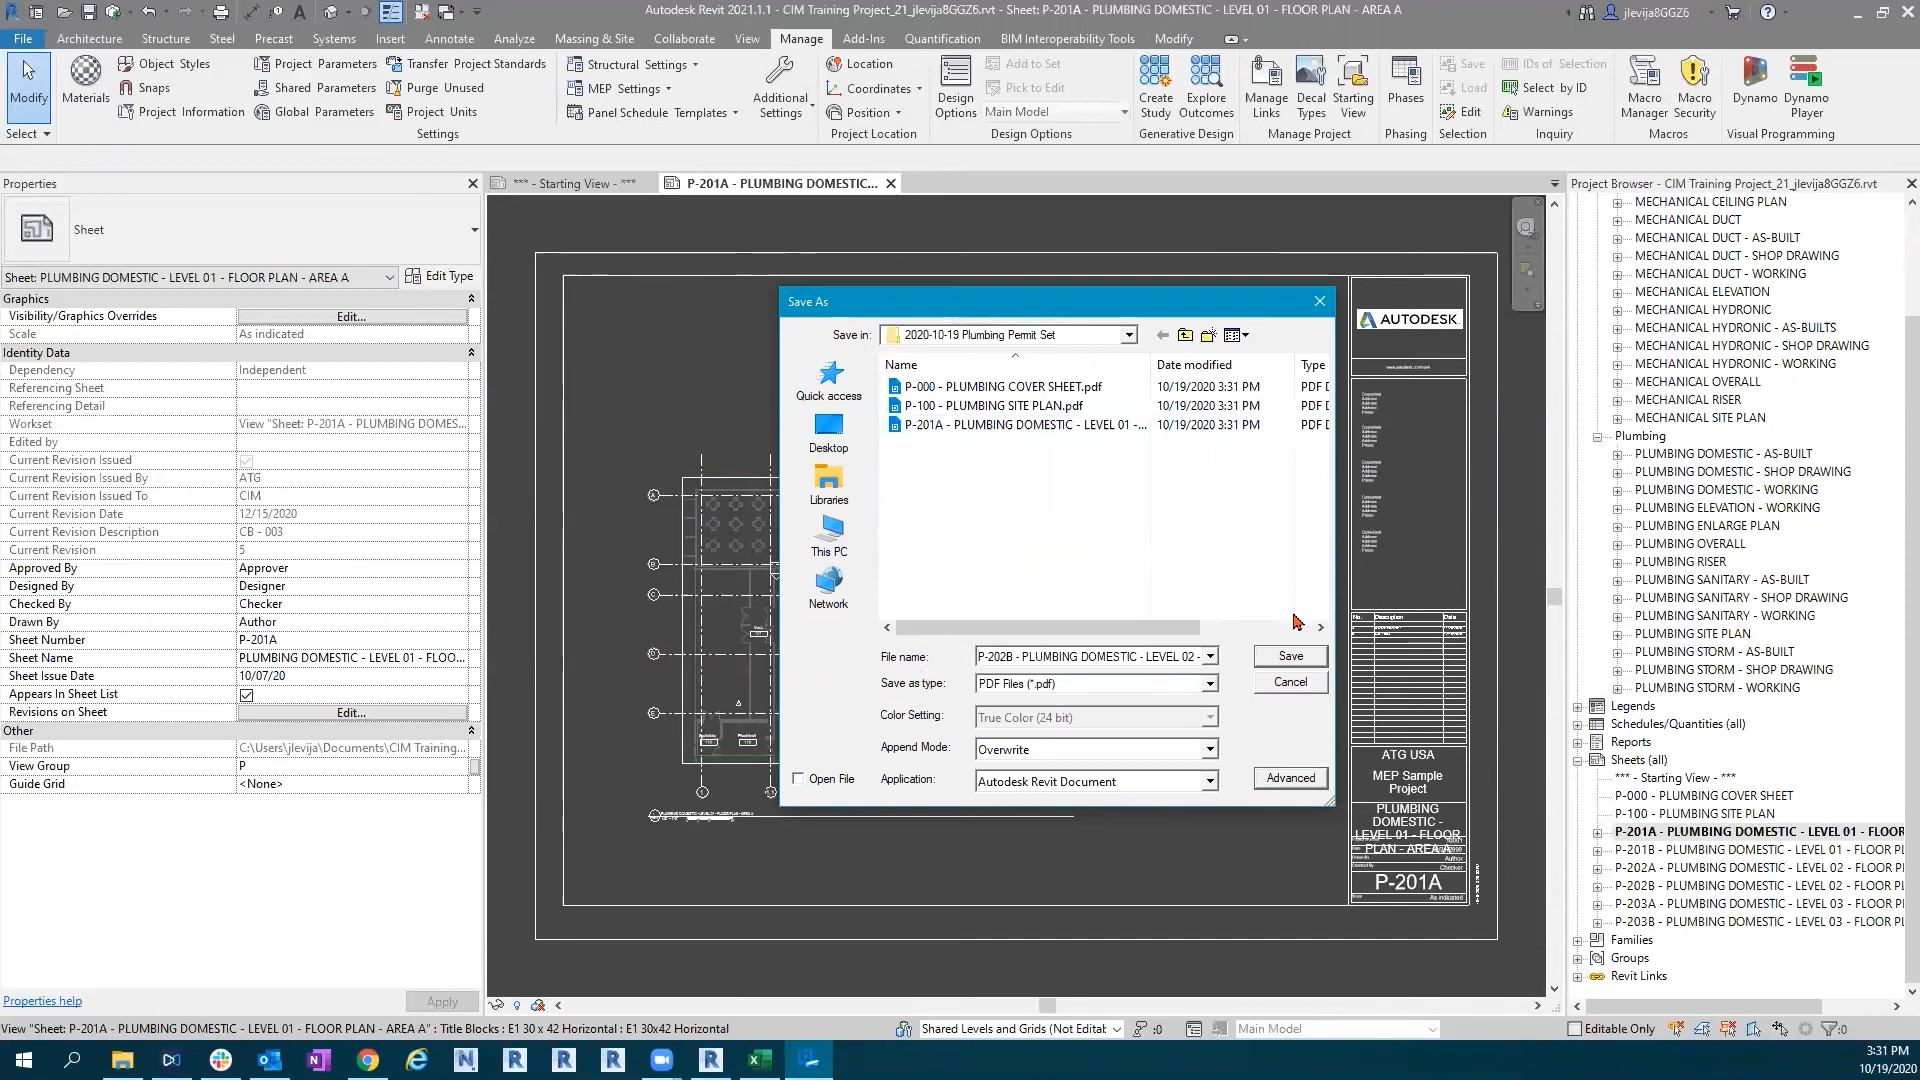 Autodesk Revit 2021.1.1 - CIM Training Project_21_jlevija8GGZ6.rvt - Sheet: P-201A - PLUMBING DOMESTIC - LEVEL 01 - FLOOR PLAN - AREA A
jlevija8GGZ6
File Architecture Structure Steel Precast Systems Insert Annotate Analyze Massing & Site Collaborate View Manage Add-Ins Quantification BIM Interoperability Tools Modify
Modify
Select
Materials
Object Styles
Snaps
Project Information
Project Parameters
Shared Parameters
Global Parameters
Transfer Project Standards
Purge Unused
Project Units
Settings
Structural Settings
MEP Settings
Panel Schedule Templates
Additional Settings
Location
Coordinates
Position
Project Location
Design Options
Add to Set
Pick to Edit
Main Model
Design Options
Create Study
Explore Outcomes
Generative Design
Manage Links
Decal Types
Starting View
Manage Project
Phases
Phasing
Save
Load
Edit
Selection
IDs of Selection
Select by ID
Warnings
Inquiry
Macro Manager
Macro Security
Macros
Dynamo
Dynamo Player
Visual Programming
Properties
Sheet
Sheet: PLUMBING DOMESTIC - LEVEL 01 - FLOOR PLAN - AREA A
Edit Type
Graphics
Visibility/Graphics Overrides Edit...
Scale As indicated
Identity Data
Dependency Independent
Referencing Sheet
Referencing Detail
Workset View "Sheet: P-201A - PLUMBING DOMES...
Edited by
Current Revision Issued
Current Revision Issued By ATG
Current Revision Issued To CIM
Current Revision Date 12/15/2020
Current Revision Description CB - 003
Current Revision 5
Approved By Approver
Designed By Designer
Checked By Checker
Drawn By Author
Sheet Number P-201A
Sheet Name PLUMBING DOMESTIC - LEVEL 01 - FLOO...
Sheet Issue Date 10/07/20
Appears In Sheet List
Revisions on Sheet Edit...
Other
File Path C:\Users\jlevija\Documents\CIM Training...
View Group P
Guide Grid <None>
Properties help
Apply
*** - Starting View - ***
P-201A - PLUMBING DOMESTIC...
Save As
Save in: 2020-10-19 Plumbing Permit Set
Quick access
Desktop
Libraries
This PC
Network
Name Date modified Type
P-000 - PLUMBING COVER SHEET.pdf 10/19/2020 3:31 PM PDF D
P-100 - PLUMBING SITE PLAN.pdf 10/19/2020 3:31 PM PDF D
P-201A - PLUMBING DOMESTIC - LEVEL 01 -... 10/19/2020 3:31 PM PDF D
File name: P-202B - PLUMBING DOMESTIC - LEVEL 02 -
Save
Save as type: PDF Files (*.pdf)
Cancel
Color Setting: True Color (24 bit)
Append Mode: Overwrite
Open File
Application: Autodesk Revit Document
Advanced
AUTODESK
No. Description Date
ATG USA
MEP Sample Project
PLUMBING DOMESTIC - LEVEL 01 - FLOOR PLAN - AREA A
Author
Checker
P-201A
As indicated
Project Browser - CIM Training Project_21_jlevija8GGZ6.rvt
MECHANICAL CEILING PLAN
MECHANICAL DUCT
MECHANICAL DUCT - AS-BUILT
MECHANICAL DUCT - SHOP DRAWING
MECHANICAL DUCT - WORKING
MECHANICAL ELEVATION
MECHANICAL HYDRONIC
MECHANICAL HYDRONIC - AS-BUILTS
MECHANICAL HYDRONIC - SHOP DRAWING
MECHANICAL HYDRONIC - WORKING
MECHANICAL OVERALL
MECHANICAL RISER
MECHANICAL SITE PLAN
Plumbing
PLUMBING DOMESTIC - AS-BUILT
PLUMBING DOMESTIC - SHOP DRAWING
PLUMBING DOMESTIC - WORKING
PLUMBING ELEVATION - WORKING
PLUMBING ENLARGE PLAN
PLUMBING OVERALL
PLUMBING RISER
PLUMBING SANITARY - AS-BUILT
PLUMBING SANITARY - SHOP DRAWING
PLUMBING SANITARY - WORKING
PLUMBING SITE PLAN
PLUMBING STORM - AS-BUILT
PLUMBING STORM - SHOP DRAWING
PLUMBING STORM - WORKING
Legends
Schedules/Quantities (all)
Reports
Sheets (all)
*** - Starting View - ***
P-000 - PLUMBING COVER SHEET
P-100 - PLUMBING SITE PLAN
P-201A - PLUMBING DOMESTIC - LEVEL 01 - FLOOR
P-201B - PLUMBING DOMESTIC - LEVEL 01 - FLOOR PL
P-202A - PLUMBING DOMESTIC - LEVEL 02 - FLOOR PL
P-202B - PLUMBING DOMESTIC - LEVEL 02 - FLOOR PL
P-203A - PLUMBING DOMESTIC - LEVEL 03 - FLOOR PL
P-203B - PLUMBING DOMESTIC - LEVEL 03 - FLOOR PL
Families
Groups
Revit Links
View "Sheet: P-201A - PLUMBING DOMESTIC - LEVEL 01 - FLOOR PLAN - AREA A" : Title Blocks : E1 30 x 42 Horizontal : E1 30x42 Horizontal
Shared Levels and Grids (Not Editab
:0
Main Model
Editable Only
:0
3:31 PM
10/19/2020